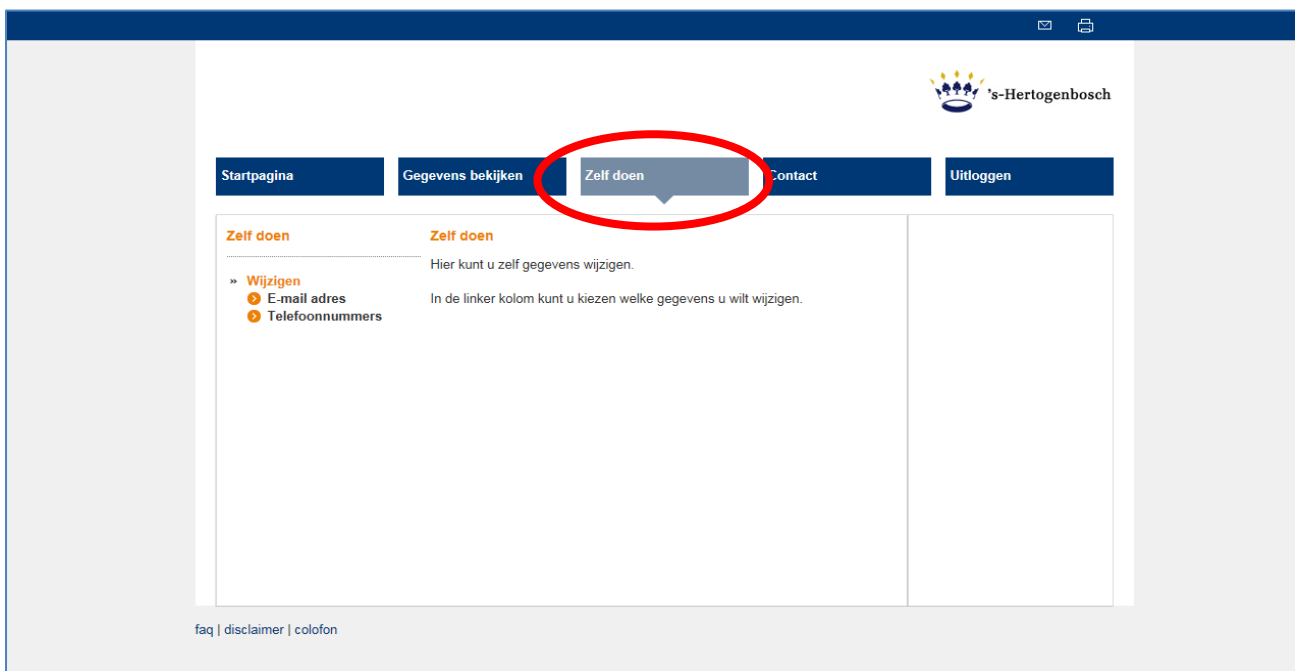 's-Hertogenbosch
Startpagina
Gegevens bekijken
Zelf doen
Contact
Uitloggen
Zelf doen
» Wijzigen
E-mail adres
Telefoonnummers
Zelf doen
Hier kunt u zelf gegevens wijzigen.
In de linker kolom kunt u kiezen welke gegevens u wilt wijzigen.
faq | disclaimer | colofon